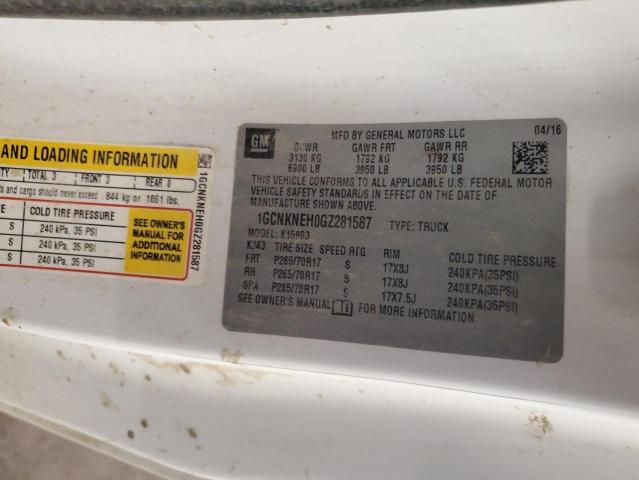 AND LOADING INFORMATION
TOTAL 3 FRONT 3 REAR 0
ts and cargo should never exceed 844 kg or 1861 lbs.
COLD TIRE PRESSURE
S 240 kPa, 35 PSI
S 240 kPa, 35 PSI
S 240 kPa, 35 PSI
SEE OWNER'S
MANUAL FOR
ADDITIONAL
INFORMATION
1GCNKNEH0GZ281587
GM
MFD BY GENERAL MOTORS LLC 04/16
GVWR GAWR FRT GAWR RR
3130 KG 1792 KG 1792 KG
6900 LB 3950 LB 3950 LB
THIS VEHICLE CONFORMS TO ALL APPLICABLE U.S. FEDERAL MOTOR
VEHICLE SAFETY STANDARDS IN EFFECT ON THE DATE OF
MANUFACTURE SHOWN ABOVE.
1GCNKNEH0GZ281587 TYPE: TRUCK
MODEL: K15903
KJ43 TIRE SIZE SPEED RTG RIM COLD TIRE PRESSURE
FRT P265/70R17 S 17X8J 240KPA(35PSI)
RR P265/70R17 S 17X8J 240KPA(35PSI)
SPA P265/70R17 S 17X7.5J 240KPA(35PSI)
SEE OWNER'S MANUAL FOR MORE INFORMATION.